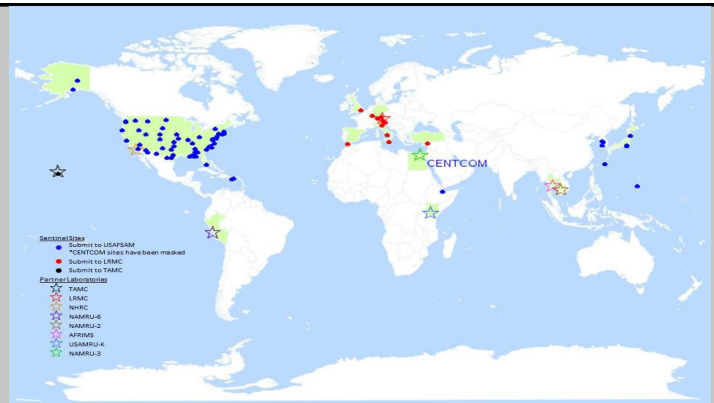 CENTCOM
Sentinel Sites
Submit to USAFSAM
*CENTCOM sites have been masked
Submit to LRMC
Submit to TAMC
Partner Laboratories
TAMC
LRMC
NHRC
NAMRU-6
NAMRU-2
AFRIMS
USAMRU-K
NAMRU-3